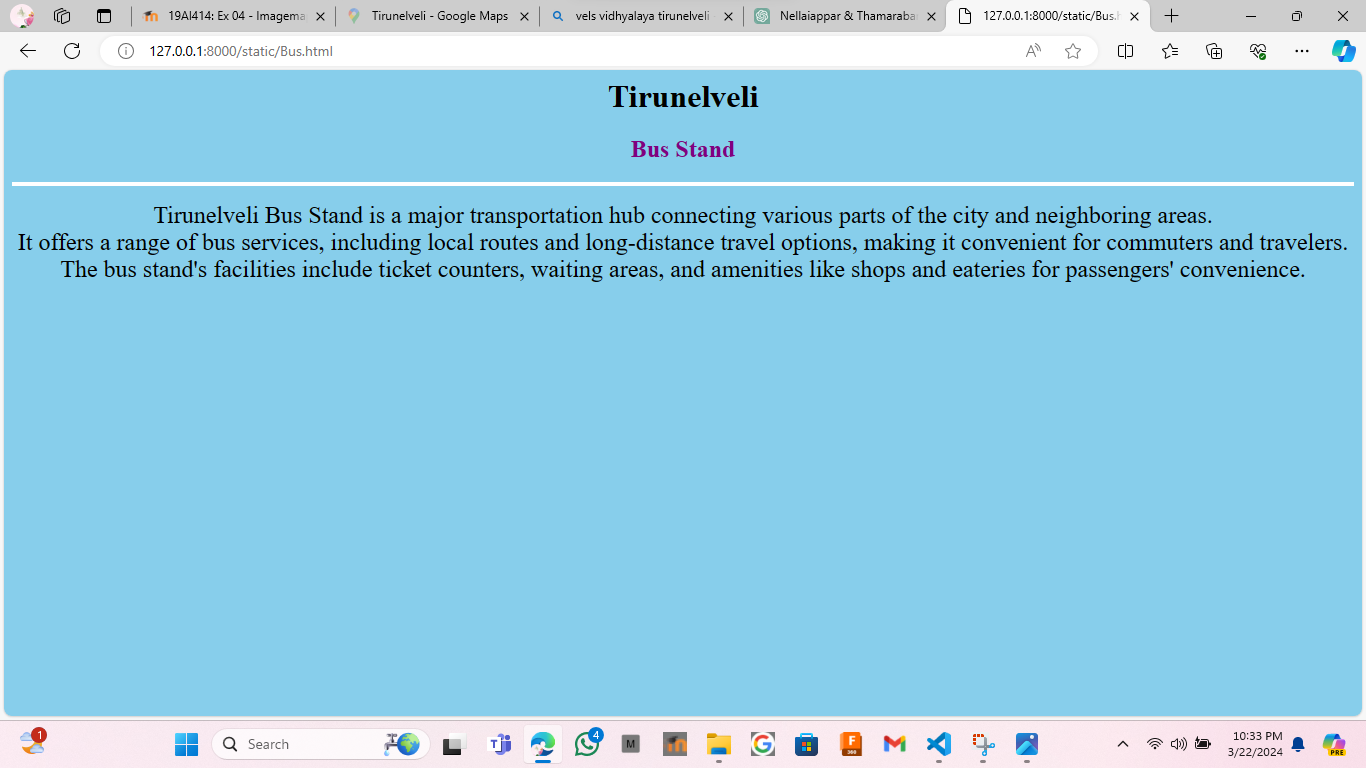 19AI414: Ex 04 - Imagema
Tirunelveli - Google Maps
vels vidhyalaya tirunelveli
Nellaiappar & Thamaraba
127.0.0.1:8000/static/Bus.h
127.0.0.1:8000/static/Bus.html
Tirunelveli
Bus Stand
Tirunelveli Bus Stand is a major transportation hub connecting various parts of the city and neighboring areas.
It offers a range of bus services, including local routes and long-distance travel options, making it convenient for commuters and travelers.
The bus stand's facilities include ticket counters, waiting areas, and amenities like shops and eateries for passengers' convenience.
1
Search
4
M
F
360
10:33 PM
3/22/2024
PRE